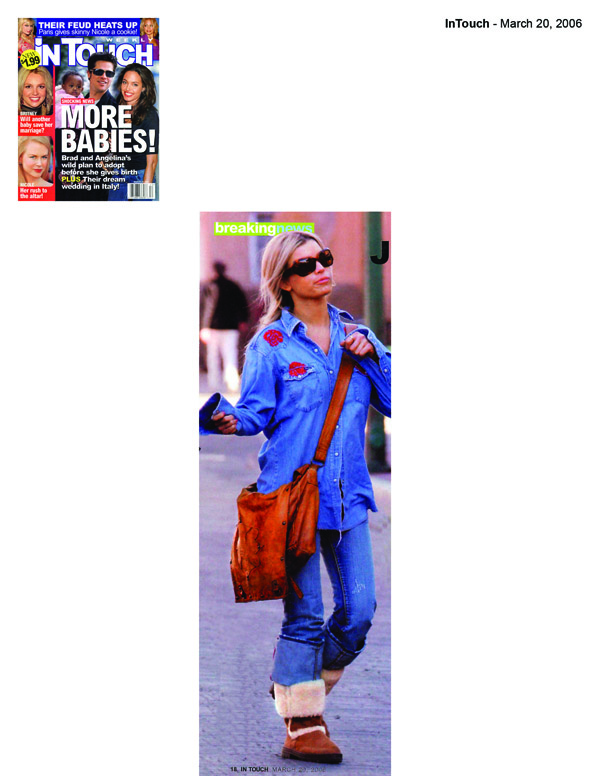 InTouch - March 20, 2006
THEIR FEUD HEATS UP
Paris gives skinny Nicole a cookie!
WEEKLY
IN TOUCH
$1.99
BRITNEY
Will another
baby save her
marriage?
SHOCKING NEWS
MORE
BABIES!
Brad and Angelina's
wild plan to adopt
before she gives birth
PLUS Their dream
wedding in Italy!
NICOLE
Her rush to
the altar!
breakingnews
J
18, IN TOUCH, MARCH 20, 2006